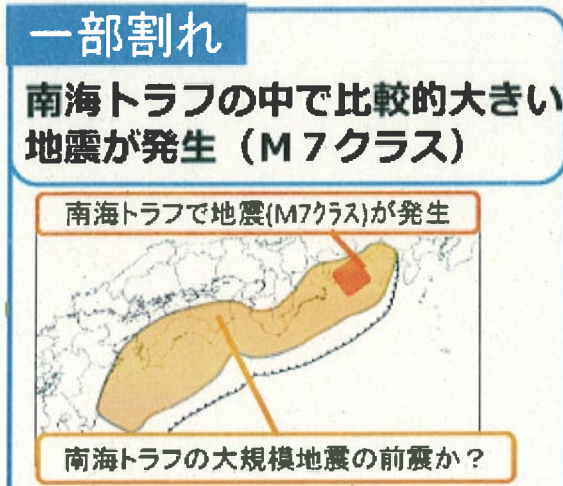 一部割れ
南海トラフの中で比較的大きい
地震が発生（M７クラス）
南海トラフで地震(M7クラス)が発生
南海トラフの大規模地震の前震か？